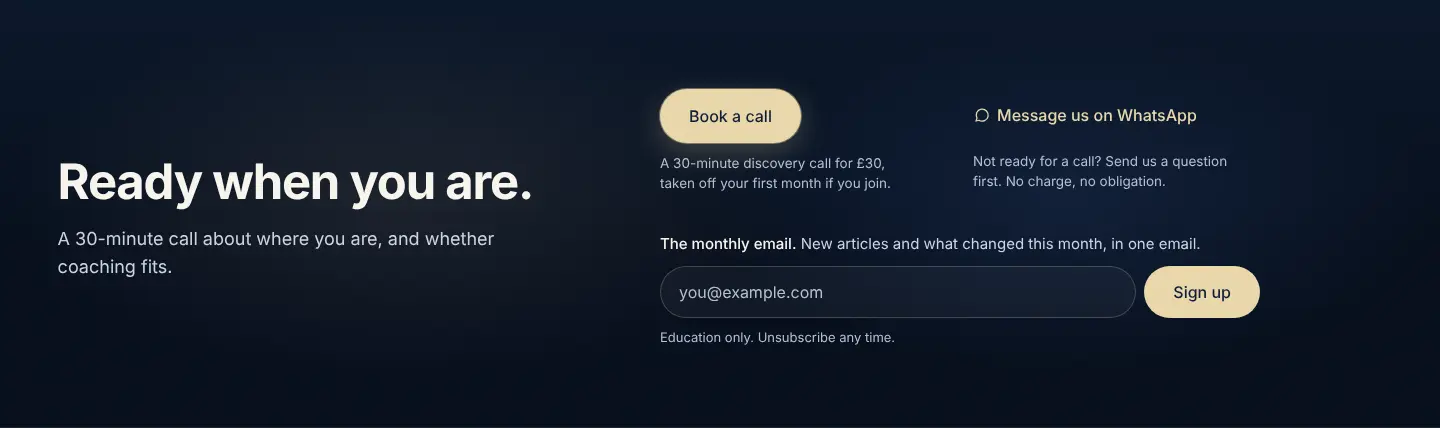 Ready when you are.
A 30-minute call about where you are, and whether
coaching fits.
Book a call
A 30-minute discovery call for £30,
taken off your first month if you join.
Message us on WhatsApp
Not ready for a call? Send us a question
first. No charge, no obligation.
The monthly email. New articles and what changed this month, in one email.
you@example.com
Sign up
Education only. Unsubscribe any time.